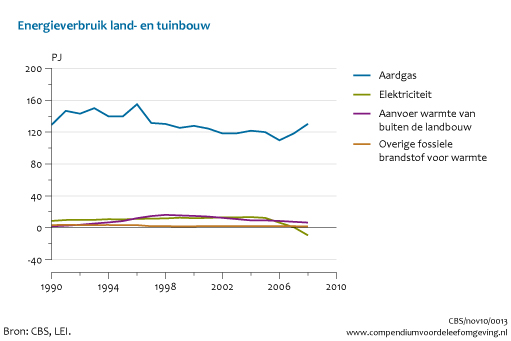 Energieverbruik land- en tuinbouw
PJ
200
160
120
80
40
0
-40
1990 1994 1998 2002 2006 2010
Aardgas
Elektriciteit
Aanvoer warmte van
buiten de landbouw
Overige fossiele
brandstof voor warmte
CBS/nov10/0013
Bron: CBS, LEI.
www.compendiumvoordeleefomgeving.nl